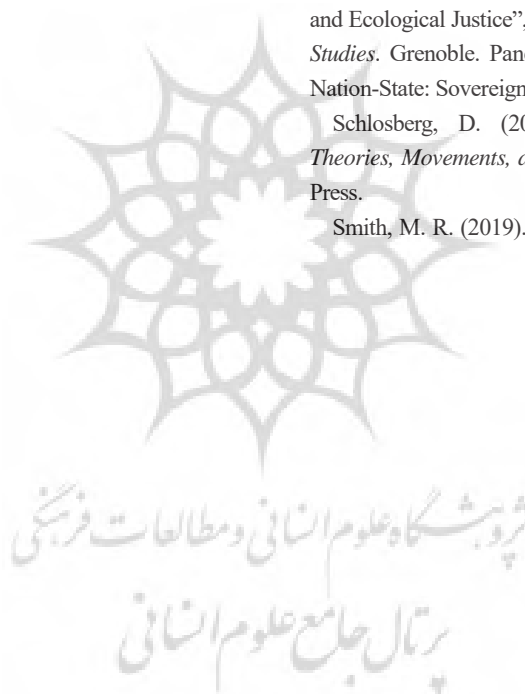 and Ecological Justice”,
Studies. Grenoble. Pan
Nation-State: Sovereign
Schlosberg, D. (20
Theories, Movements, a
Press.
Smith, M. R. (2019).
پژوهشگاه علوم انسانی و مطالعات فرهنگی
پرتال جامع علوم انسانی